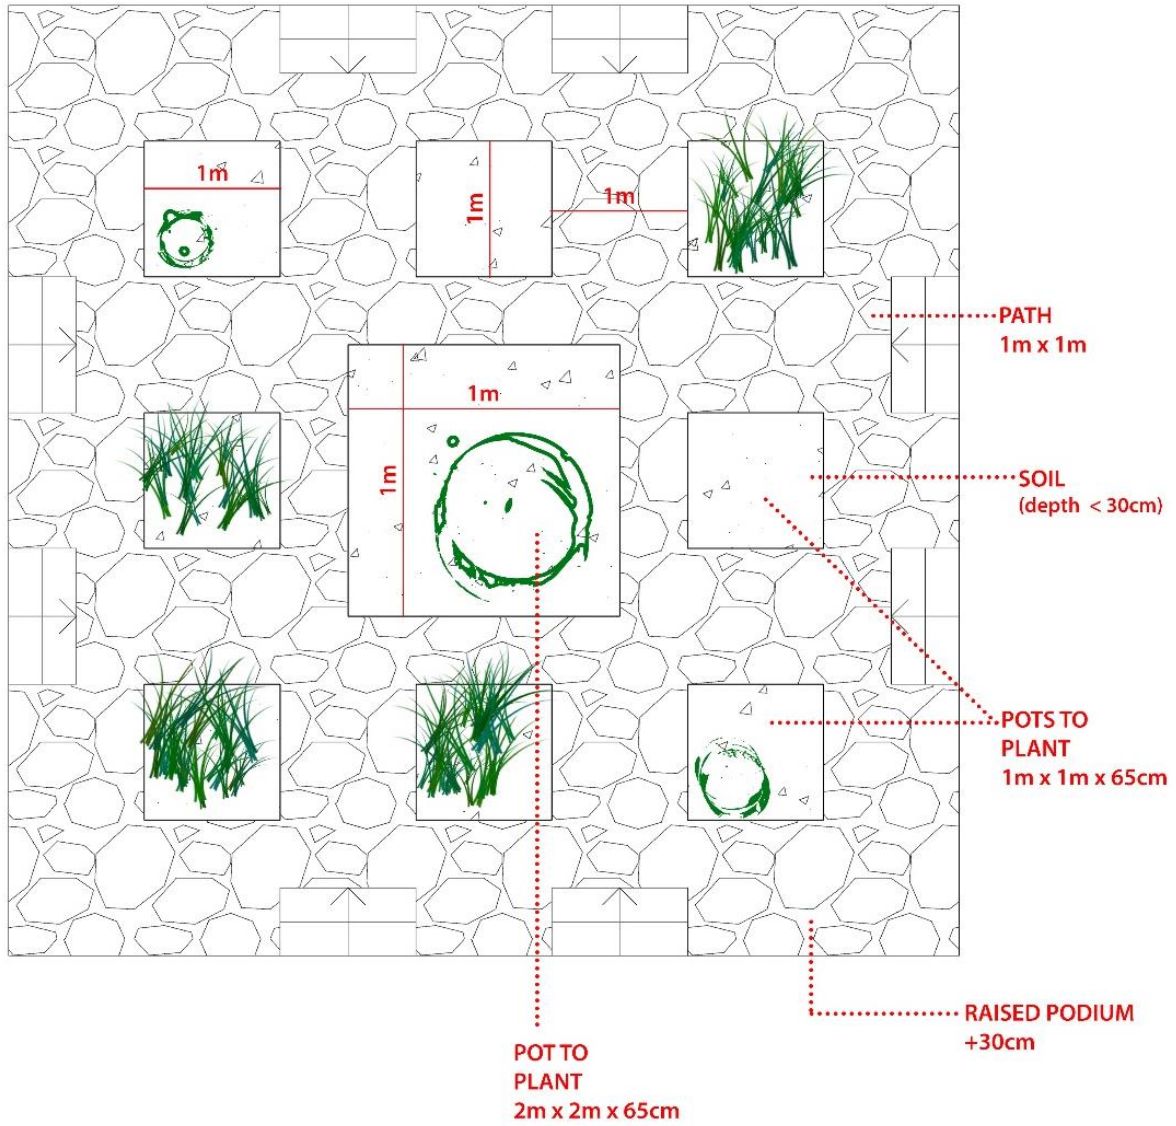 1m
1m
1m
PATH
1m x 1m
1m
1m
SOIL
(depth < 30cm)
POTS TO
PLANT
1m x 1m x 65cm
RAISED PODIUM
+30cm
POT TO
PLANT
2m x 2m x 65cm